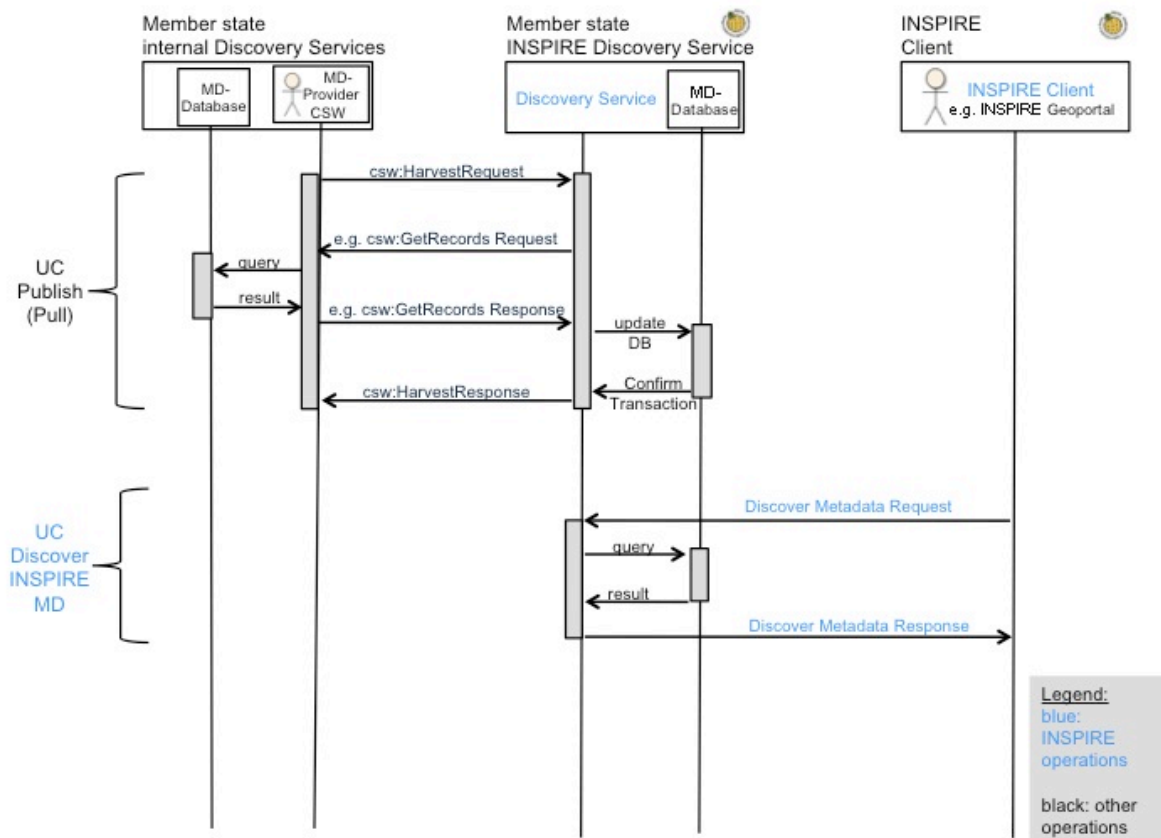 Member state
internal Discovery Services
Member state
INSPIRE Discovery Service
INSPIRE
Client
MD-
Database
MD-
Provider
CSW
Discovery Service
MD-
Database
INSPIRE Client
e.g. INSPIRE Geoportal
UC
Publish
(Pull)
csw:HarvestRequest
e.g. csw:GetRecords Request
query
result
e.g. csw:GetRecords Response
update
DB
Confirm
Transaction
csw:HarvestResponse
UC
Discover
INSPIRE
MD
Discover Metadata Request
query
result
Discover Metadata Response
Legend:
blue:
INSPIRE
operations
black: other
operations